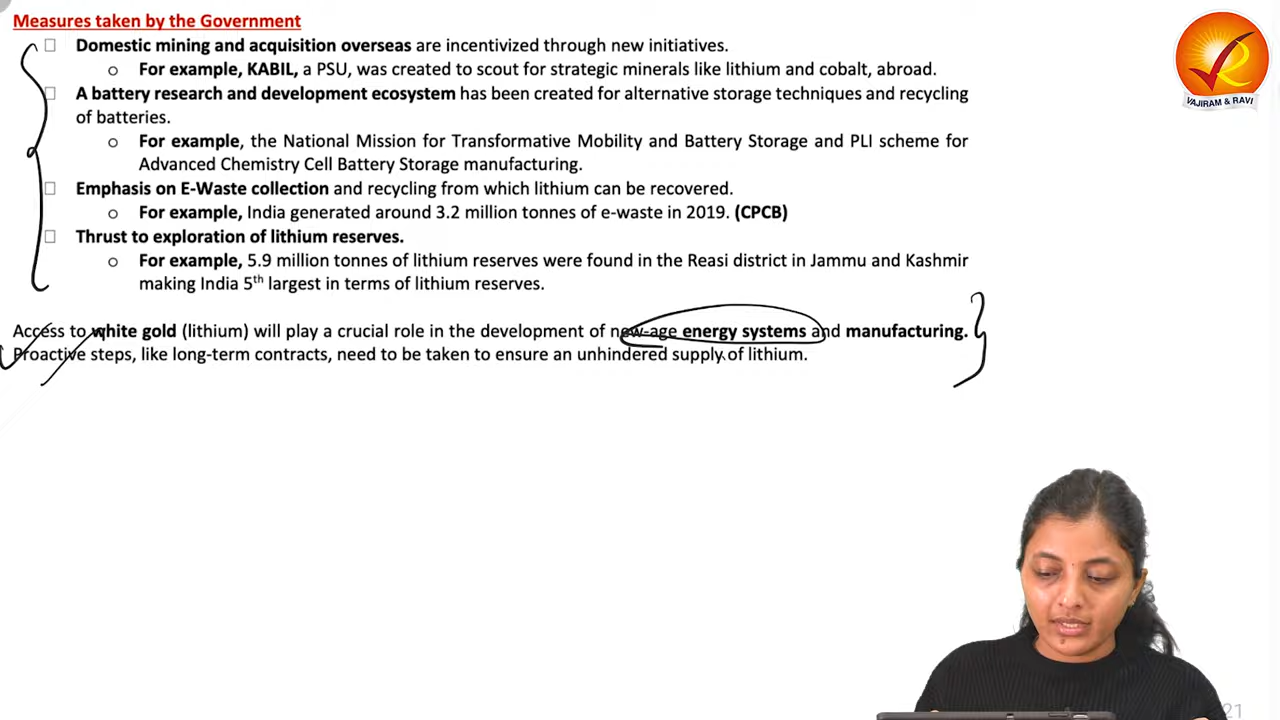 Measures taken by the Government
Domestic mining and acquisition overseas are incentivized through new initiatives.
o For example, KABIL, a PSU, was created to scout for strategic minerals like lithium and cobalt, abroad.
A battery research and development ecosystem has been created for alternative storage techniques and recycling
of batteries.
o For example, the National Mission for Transformative Mobility and Battery Storage and PLI scheme for
Advanced Chemistry Cell Battery Storage manufacturing.
Emphasis on E-Waste collection and recycling from which lithium can be recovered.
o For example, India generated around 3.2 million tonnes of e-waste in 2019. (CPCB)
Thrust to exploration of lithium reserves.
o For example, 5.9 million tonnes of lithium reserves were found in the Reasi district in Jammu and Kashmir
making India 5th largest in terms of lithium reserves.
Access to white gold (lithium) will play a crucial role in the development of new-age energy systems and manufacturing.
Proactive steps, like long-term contracts, need to be taken to ensure an unhindered supply of lithium.
VAJIRAM & RAVI
21